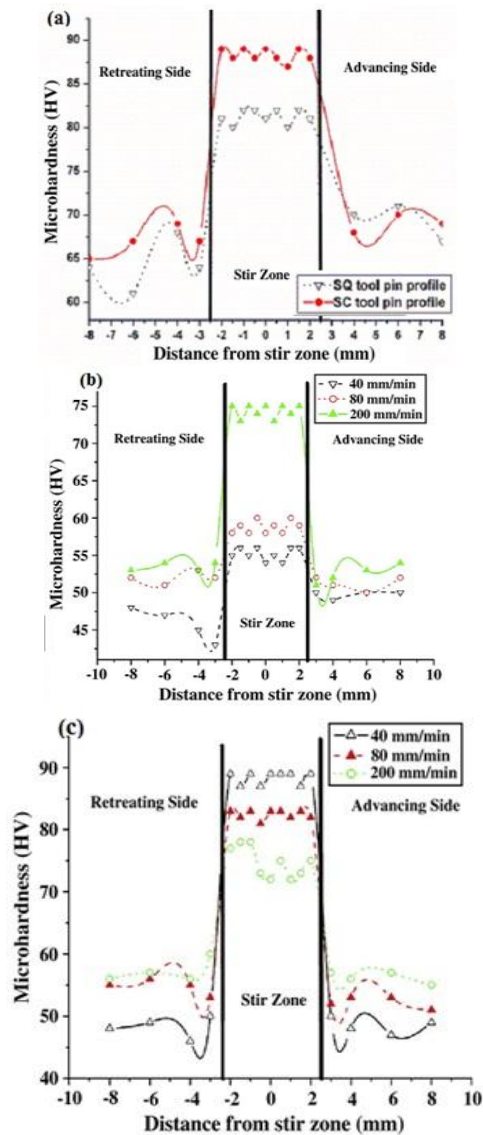 (a)
90
85
80
75
70
65
60
Microhardness (HV)
Retreating Side
Advancing Side
Stir Zone
SQ tool pin profile
SC tool pin profile
-8 -7 -6 -5 -4 -3 -2 -1 0 1 2 3 4 5 6 7 8
Distance from stir zone (mm)
(b)
75
70
65
60
55
50
45
Microhardness (HV)
40 mm/min
80 mm/min
200 mm/min
Retreating Side
Advancing Side
Stir Zone
-10 -8 -6 -4 -2 0 2 4 6 8 10
Distance from stir zone (mm)
(c)
90
80
70
60
50
40
Microhardness (HV)
40 mm/min
80 mm/min
200 mm/min
Retreating Side
Advancing Side
Stir Zone
-10 -8 -6 -4 -2 0 2 4 6 8 10
Distance from stir zone (mm)